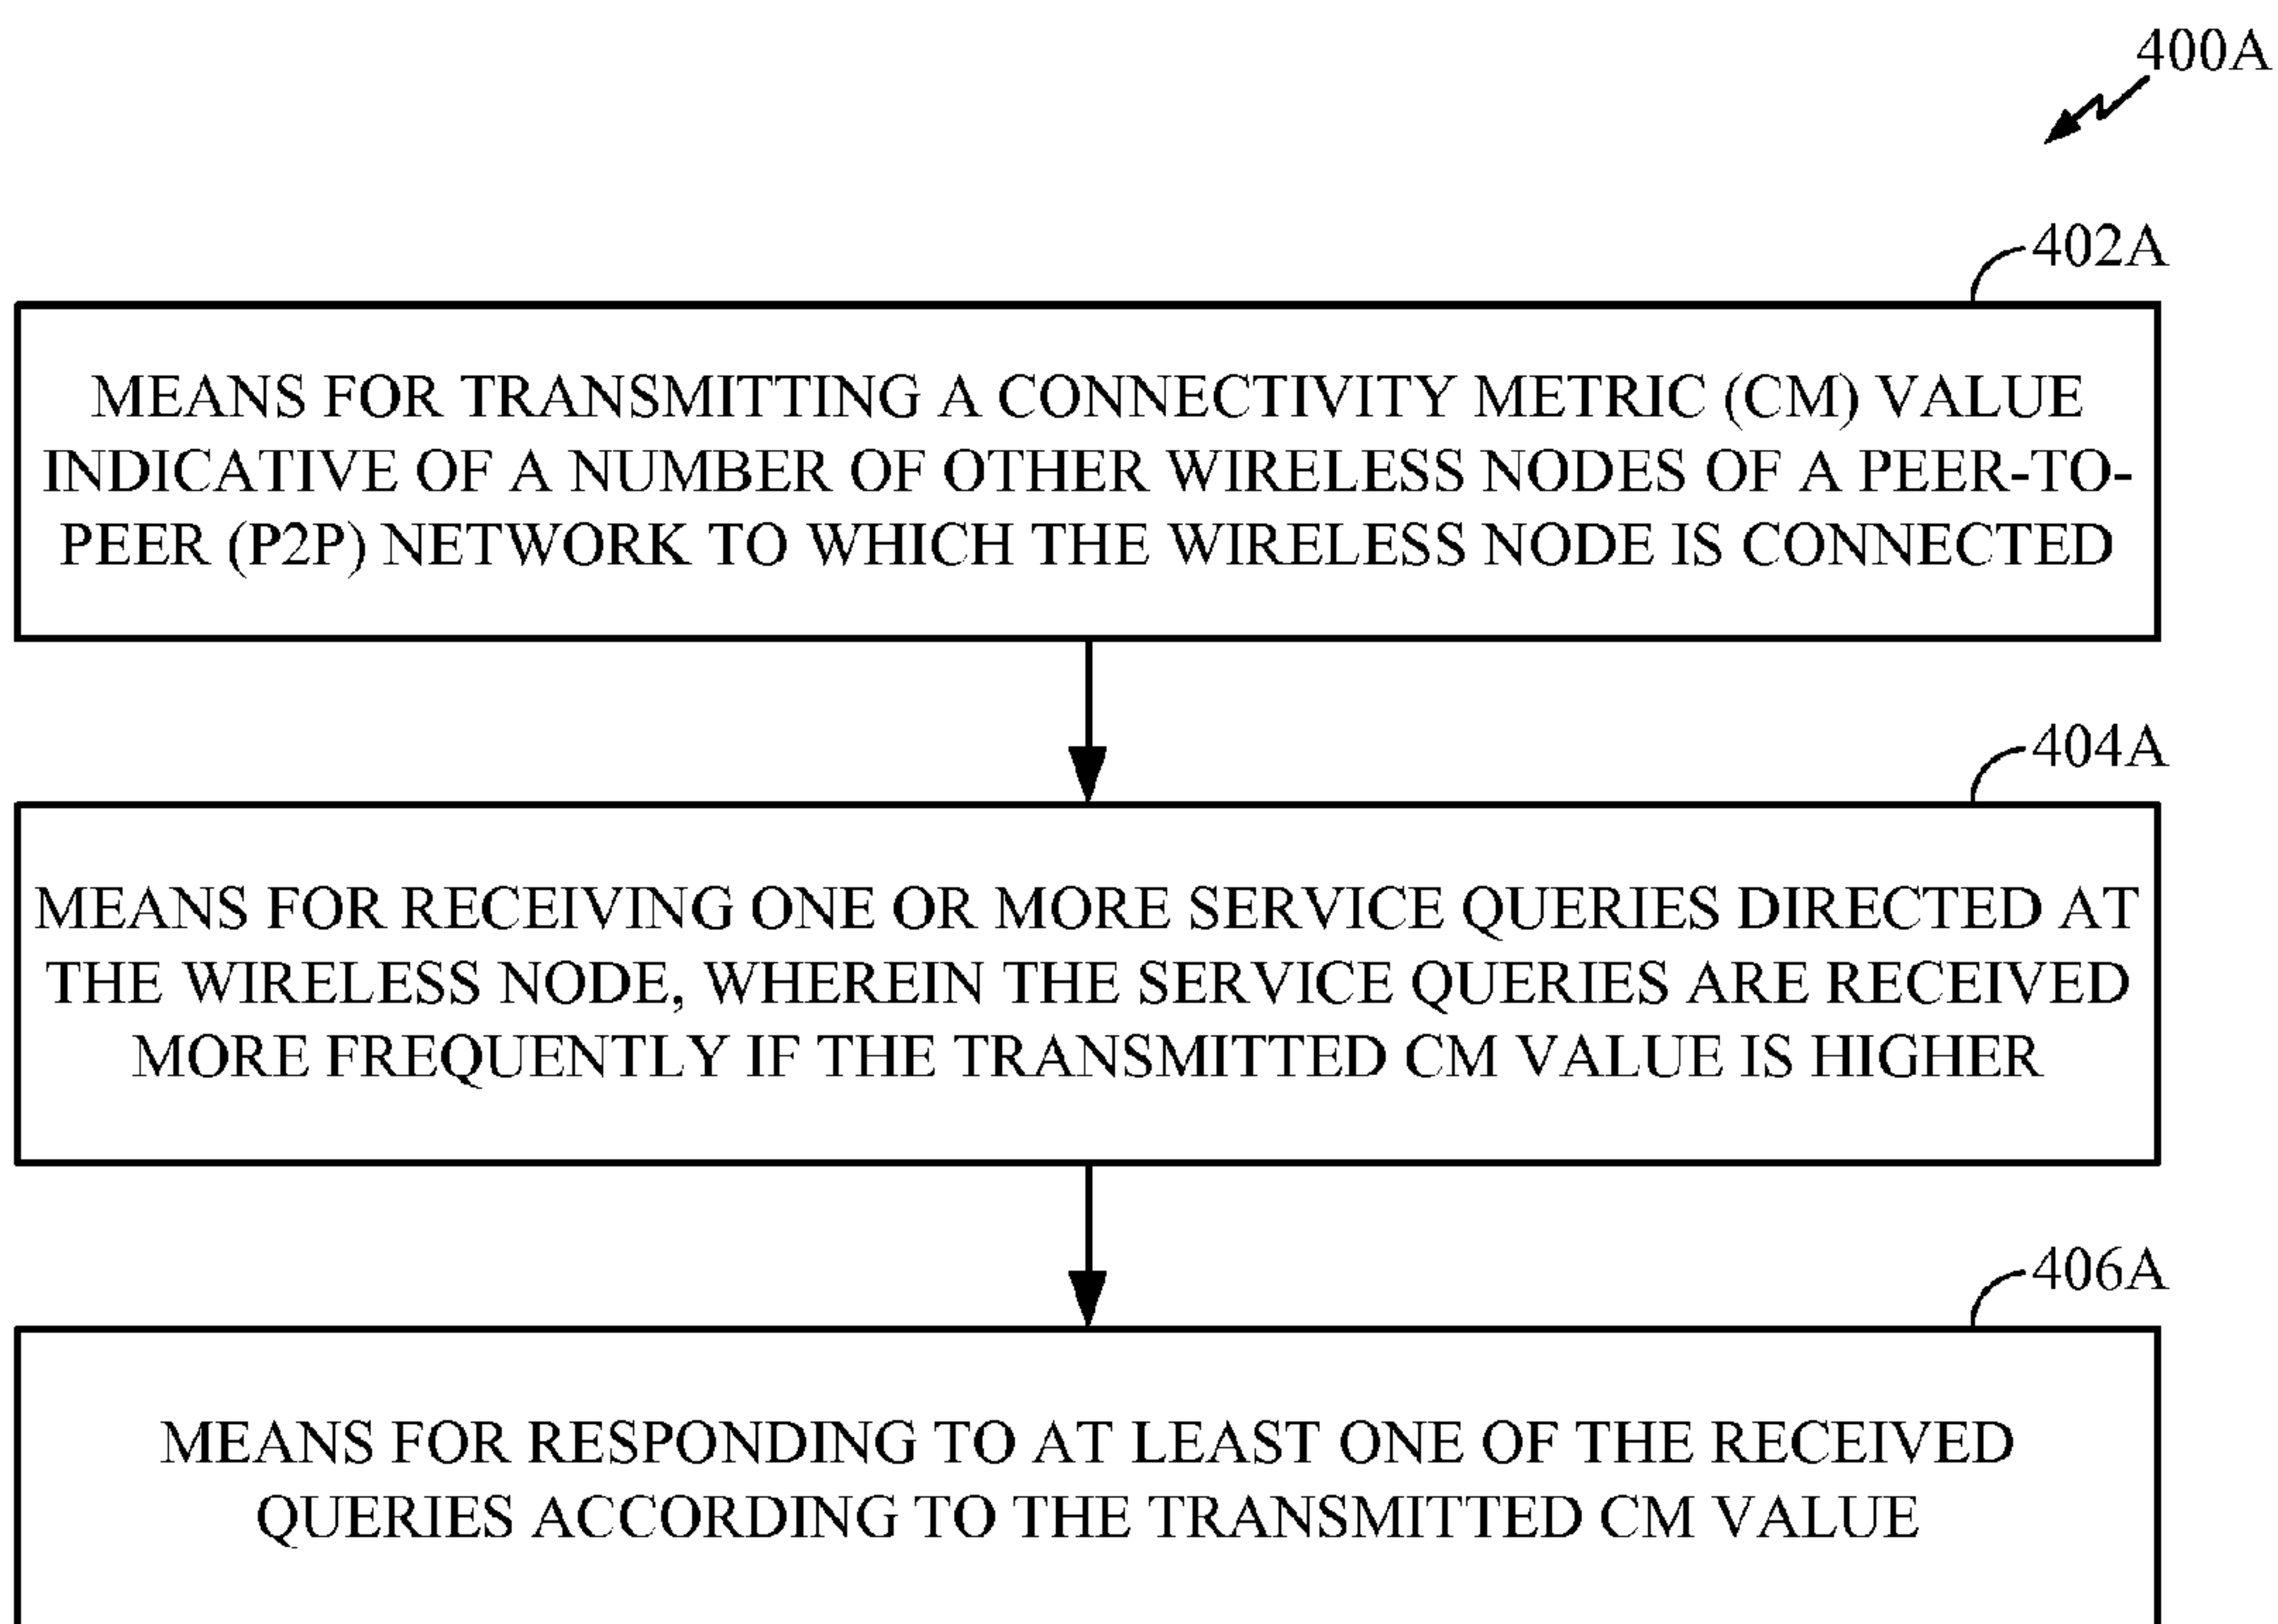 400A
402A
MEANS FOR TRANSMITTING A CONNECTIVITY METRIC (CM) VALUE
INDICATIVE OF A NUMBER OF OTHER WIRELESS NODES OF A PEER-TO-
PEER (P2P) NETWORK TO WHICH THE WIRELESS NODE IS CONNECTED
404A
MEANS FOR RECEIVING ONE OR MORE SERVICE QUERIES DIRECTED AT
THE WIRELESS NODE, WHEREIN THE SERVICE QUERIES ARE RECEIVED
MORE FREQUENTLY IF THE TRANSMITTED CM VALUE IS HIGHER
406A
MEANS FOR RESPONDING TO AT LEAST ONE OF THE RECEIVED
QUERIES ACCORDING TO THE TRANSMITTED CM VALUE